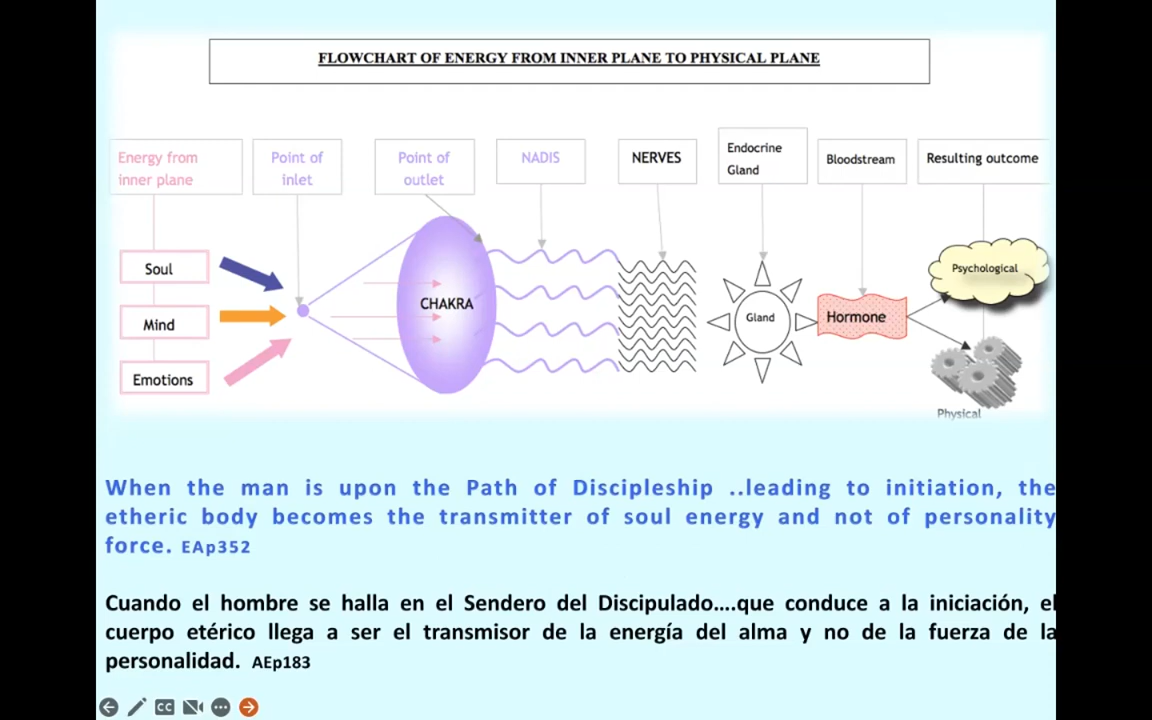 FLOWCHART OF ENERGY FROM INNER PLANE TO PHYSICAL PLANE
Energy from
inner plane
Point of
inlet
Point of
outlet
NADIS
NERVES
Endocrine
Gland
Bloodstream
Resulting outcome
Soul
Mind
Emotions
CHAKRA
Gland
Hormone
Psychological
Physical
When the man is upon the Path of Discipleship ..leading to initiation, the
etheric body becomes the transmitter of soul energy and not of personality
force. EAp352
Cuando el hombre se halla en el Sendero del Discipulado....que conduce a la iniciación, el
cuerpo etérico llega a ser el transmisor de la energía del alma y no de la fuerza de la
personalidad. AEp183
CC